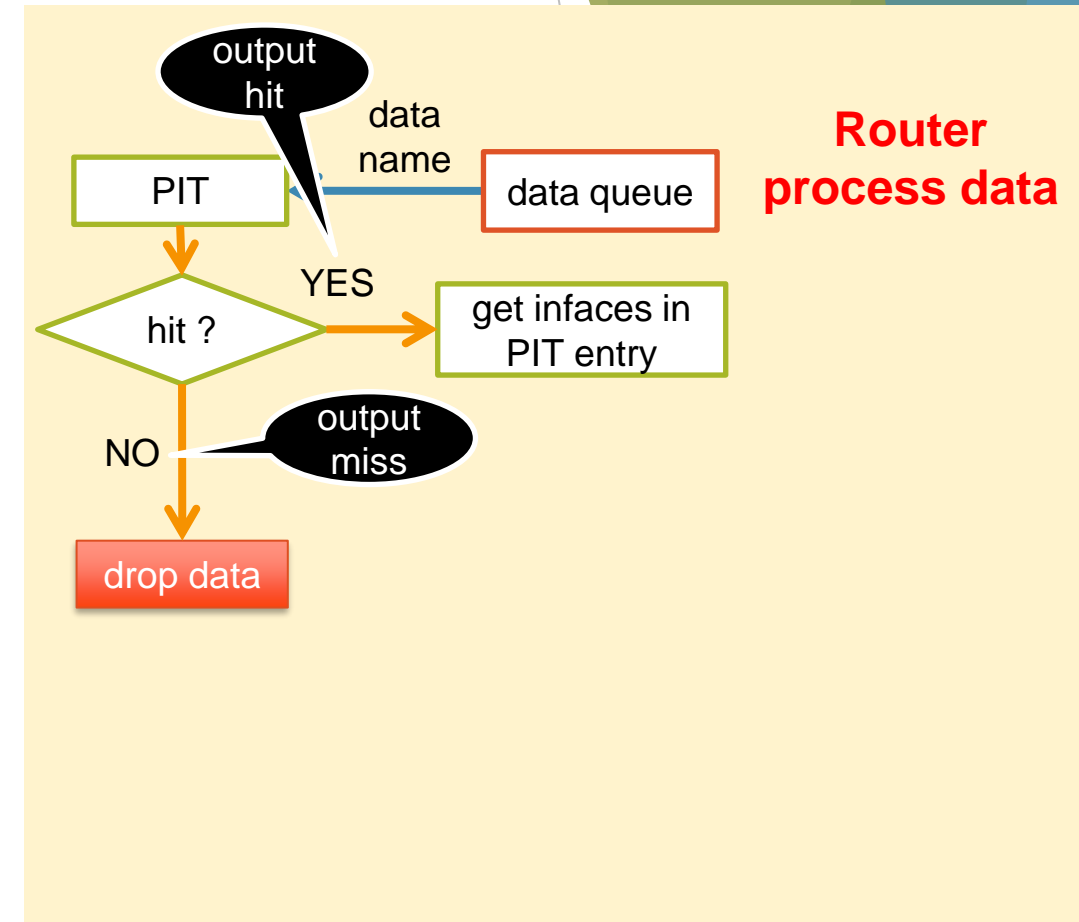 output
hit
data
name
Router
process data
PIT
data queue
YES
hit ?
get infaces in
PIT entry
output
miss
NO
drop data